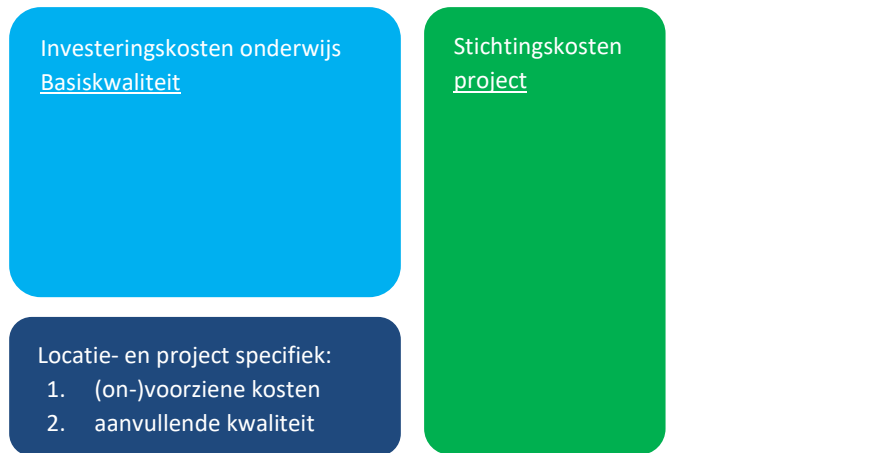 Investeringskosten onderwijs
Basiskwaliteit
Stichtingskosten
project
Locatie- en project specifiek:
1. (on-)voorziene kosten
2. aanvullende kwaliteit